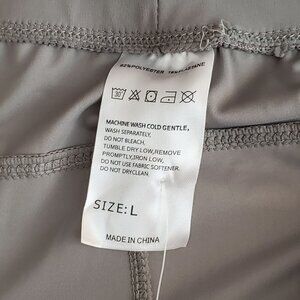 POLYESTER
MACHINE WASH COLD GENTLE,
WASH SEPARATELY,
DO NOT BLEACH,
TUMBLE DRY LOW,REMOVE
PROMPTLY,IRON LOW,
DO NOT USE FABRIC SOFTENER.
DO NOT DRYCLEAN.
SIZE:L
MADE IN CHINA